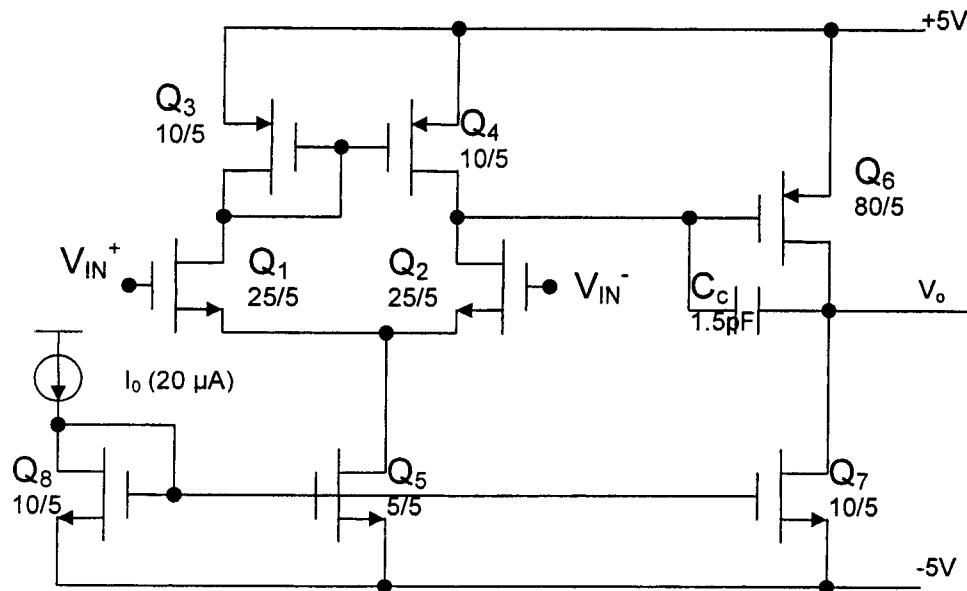 +5V
Q3
10/5
Q4
10/5
Q6
80/5
VIN+
Q1
25/5
Q2
25/5
VIN-
Cc
1.5pF
Vo
I0 (20 µA)
Q8
10/5
Q5
5/5
Q7
10/5
-5V